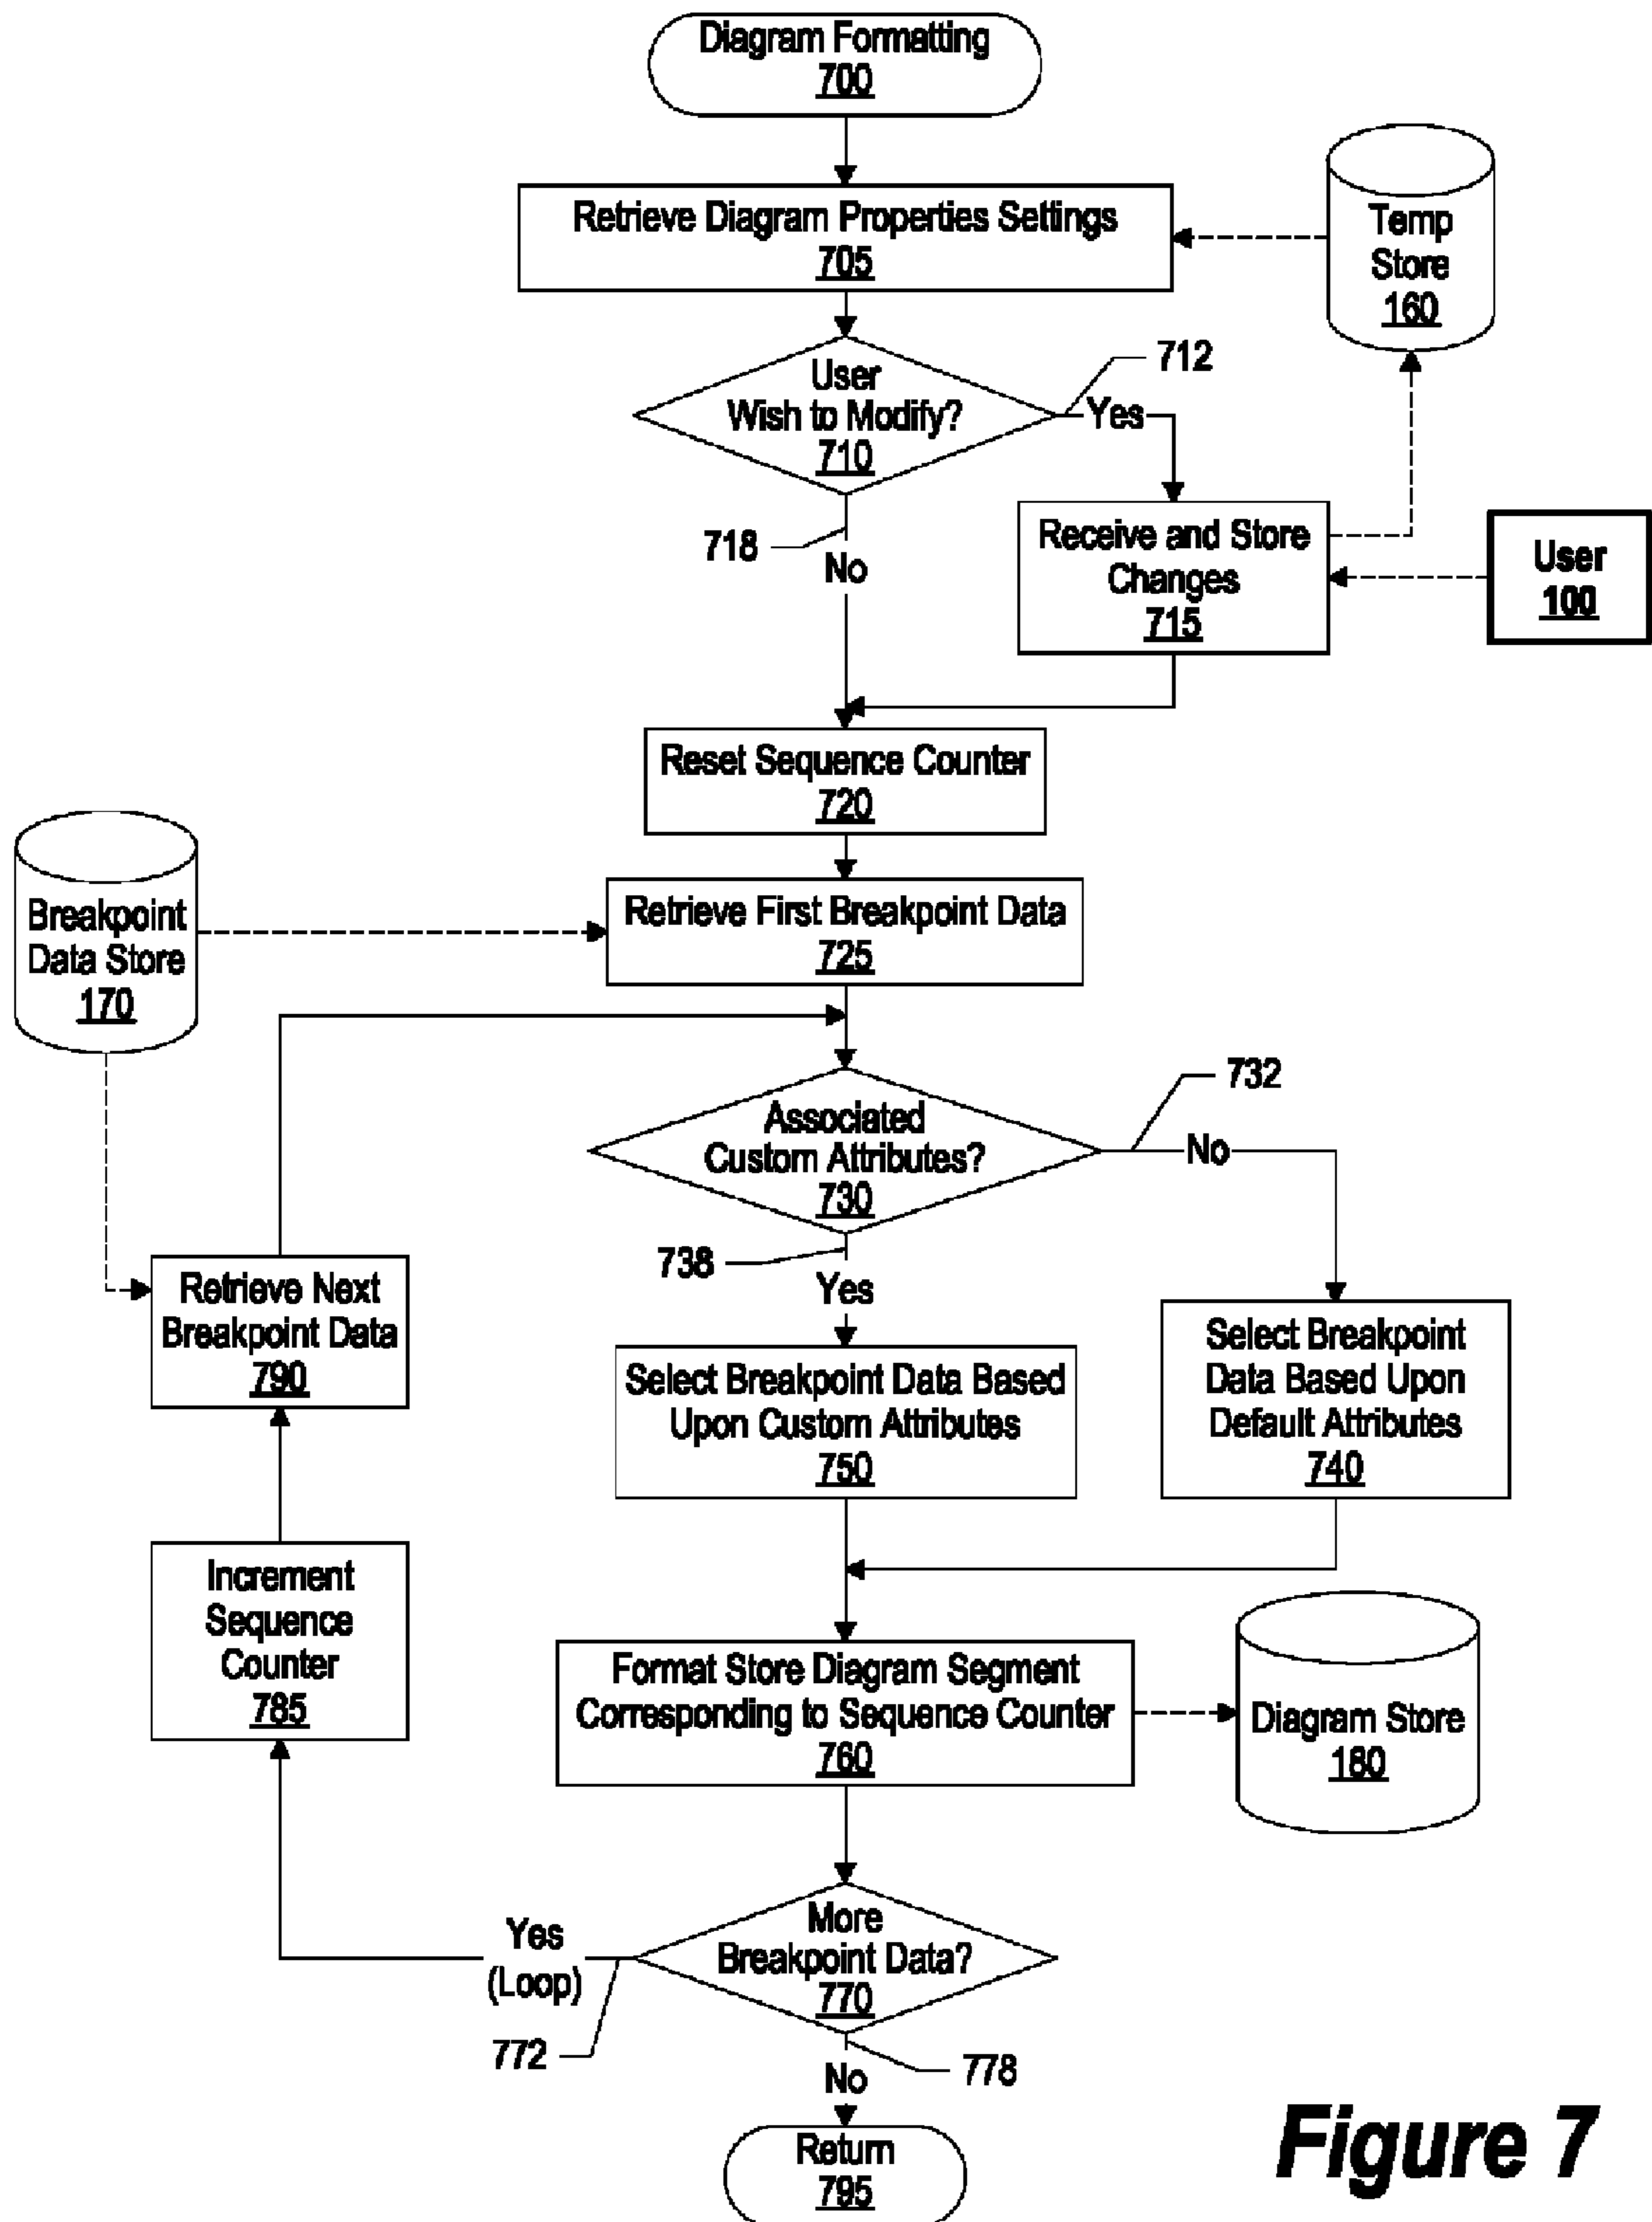 Diagram Formatting
700
Retrieve Diagram Properties Settings
705
Temp
Store
160
User
Wish to Modify?
710
712
Yes
718
No
Receive and Store
Changes
715
User
100
Reset Sequence Counter
720
Breakpoint
Data Store
170
Retrieve First Breakpoint Data
725
Associated
Custom Attributes?
730
732
No
738
Yes
Retrieve Next
Breakpoint Data
790
Select Breakpoint Data Based
Upon Custom Attributes
750
Select Breakpoint
Data Based Upon
Default Attributes
740
Increment
Sequence
Counter
785
Format Store Diagram Segment
Corresponding to Sequence Counter
760
Diagram Store
180
More
Breakpoint Data?
770
Yes
(Loop)
772
778
No
Return
795
Figure 7